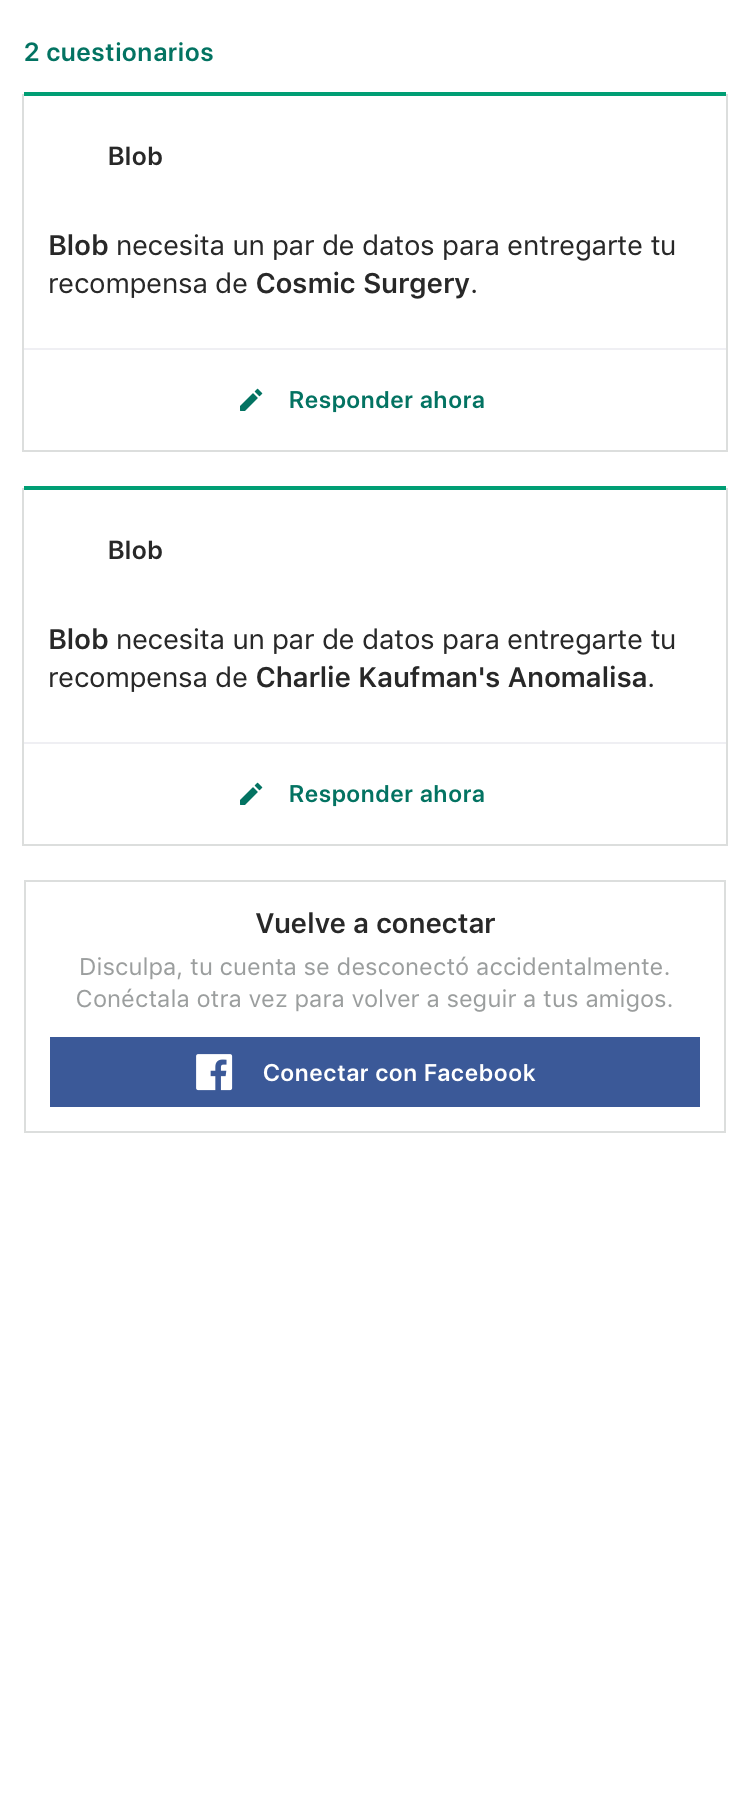 2 cuestionarios
Blob
Blob necesita un par de datos para entregarte tu
recompensa de Cosmic Surgery.
Responder ahora
Blob
Blob necesita un par de datos para entregarte tu
recompensa de Charlie Kaufman's Anomalisa.
Responder ahora
Vuelve a conectar
Disculpa, tu cuenta se desconectó accidentalmente.
Conéctala otra vez para volver a seguir a tus amigos.
Conectar con Facebook